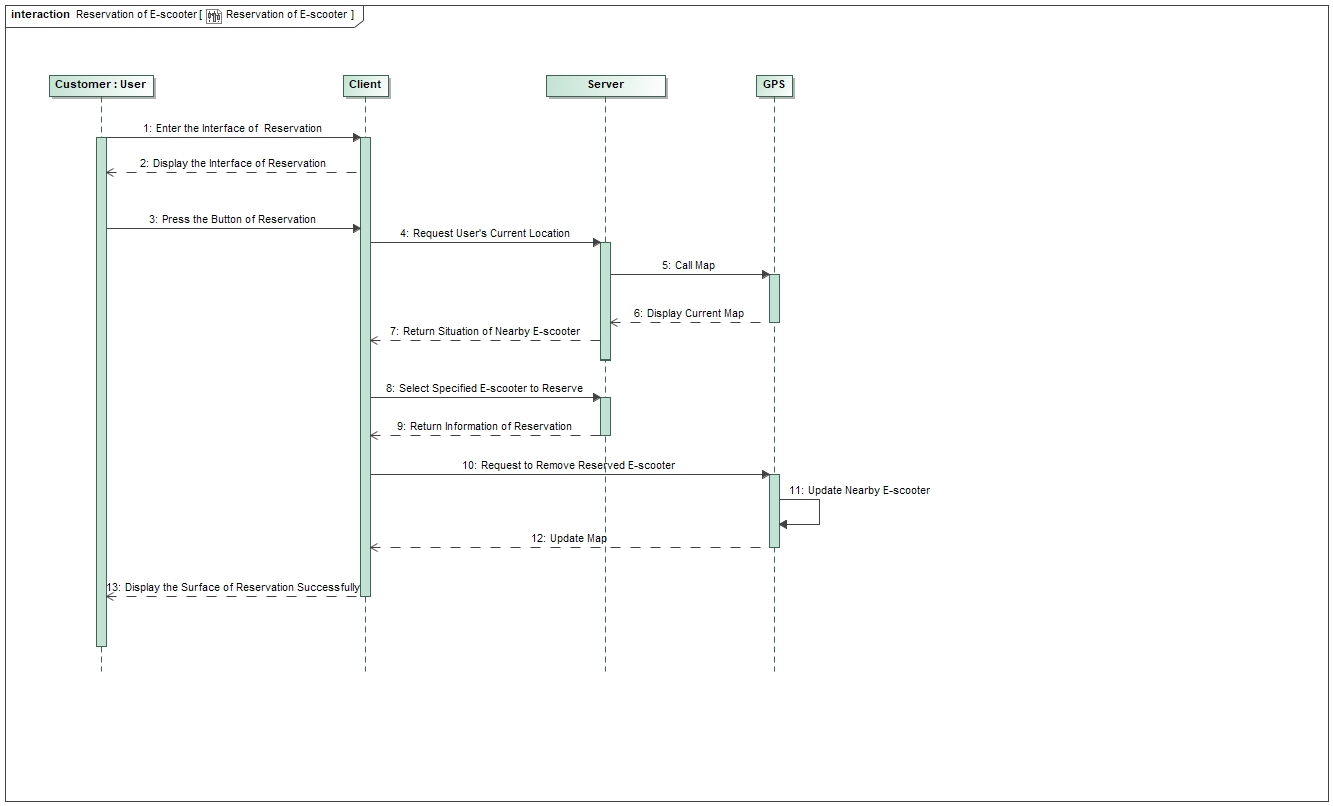 interaction Reservation of E-scooter [ Reservation of E-scooter ]
Customer : User
Client
Server
GPS
1: Enter the Interface of  Reservation
2: Display the Interface of Reservation
3: Press the Button of Reservation
4: Request User's Current Location
5: Call Map
6: Display Current Map
7: Return Situation of Nearby E-scooter
8: Select Specified E-scooter to Reserve
9: Return Information of Reservation
10: Request to Remove Reserved E-scooter
11: Update Nearby E-scooter
12: Update Map
13: Display the Surface of Reservation Successfully